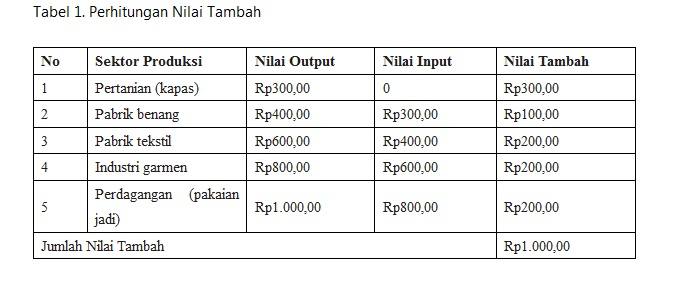 Tabel 1. Perhitungan Nilai Tambah
No Sektor Produksi Nilai Output Nilai Input Nilai Tambah
1 Pertanian (kapas) Rp300,00 0 Rp300,00
2 Pabrik benang Rp400,00 Rp300,00 Rp100,00
3 Pabrik tekstil Rp600,00 Rp400,00 Rp200,00
4 Industri garmen Rp800,00 Rp600,00 Rp200,00
5 Perdagangan (pakaian jadi) Rp1.000,00 Rp800,00 Rp200,00
Jumlah Nilai Tambah Rp1.000,00